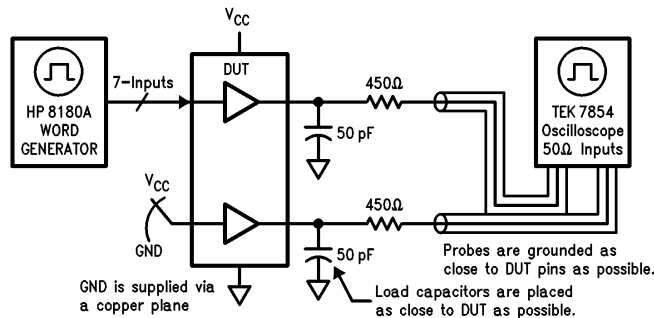 VCC
DUT
7-Inputs
HP 8180A
WORD
GENERATOR
450Ω
50 pF
TEK 7854
Oscilloscope
50Ω Inputs
VCC
GND
450Ω
50 pF
Probes are grounded as
close to DUT pins as possible.
GND is supplied via
a copper plane
Load capacitors are placed
as close to DUT as possible.